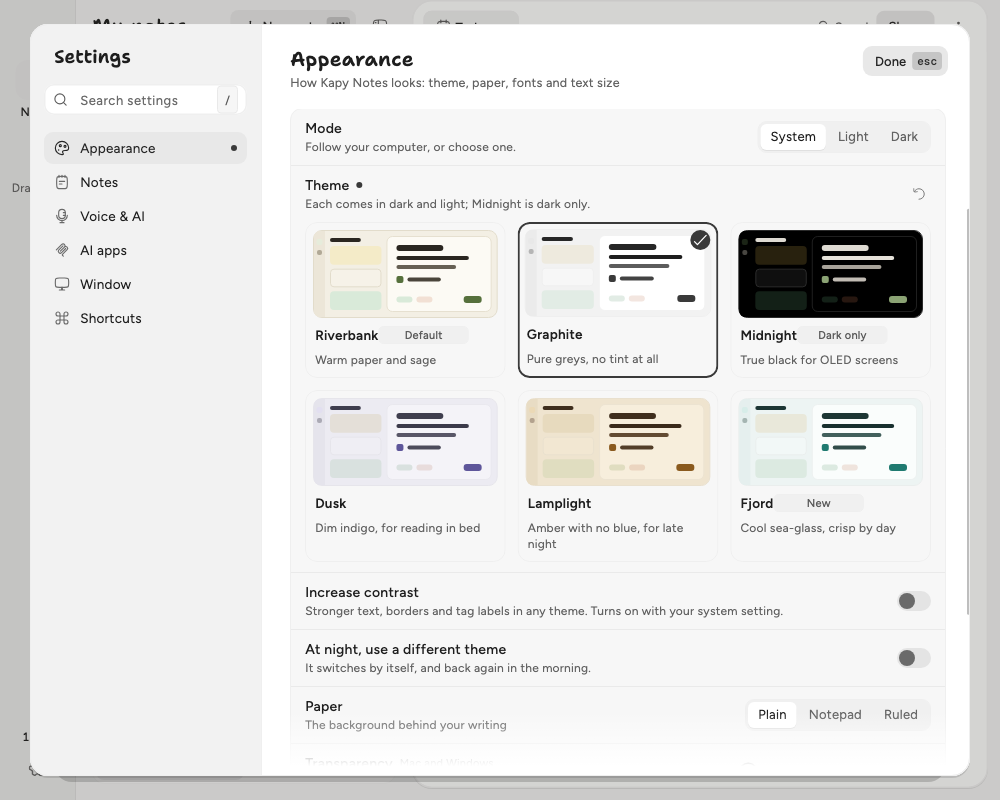 My notes
Settings
Search settings
/
Appearance
Notes
Voice & AI
AI apps
Window
Shortcuts
Appearance
How Kapy Notes looks: theme, paper, fonts and text size
Done esc
Mode
Follow your computer, or choose one.
System Light Dark
Theme
Each comes in dark and light; Midnight is dark only.
Riverbank Default
Warm paper and sage
Graphite
Pure greys, no tint at all
Midnight Dark only
True black for OLED screens
Dusk
Dim indigo, for reading in bed
Lamplight
Amber with no blue, for late
night
Fjord New
Cool sea-glass, crisp by day
Increase contrast
Stronger text, borders and tag labels in any theme. Turns on with your system setting.
At night, use a different theme
It switches by itself, and back again in the morning.
Paper
The background behind your writing
Plain Notepad Ruled
Transparency Mac and Windows